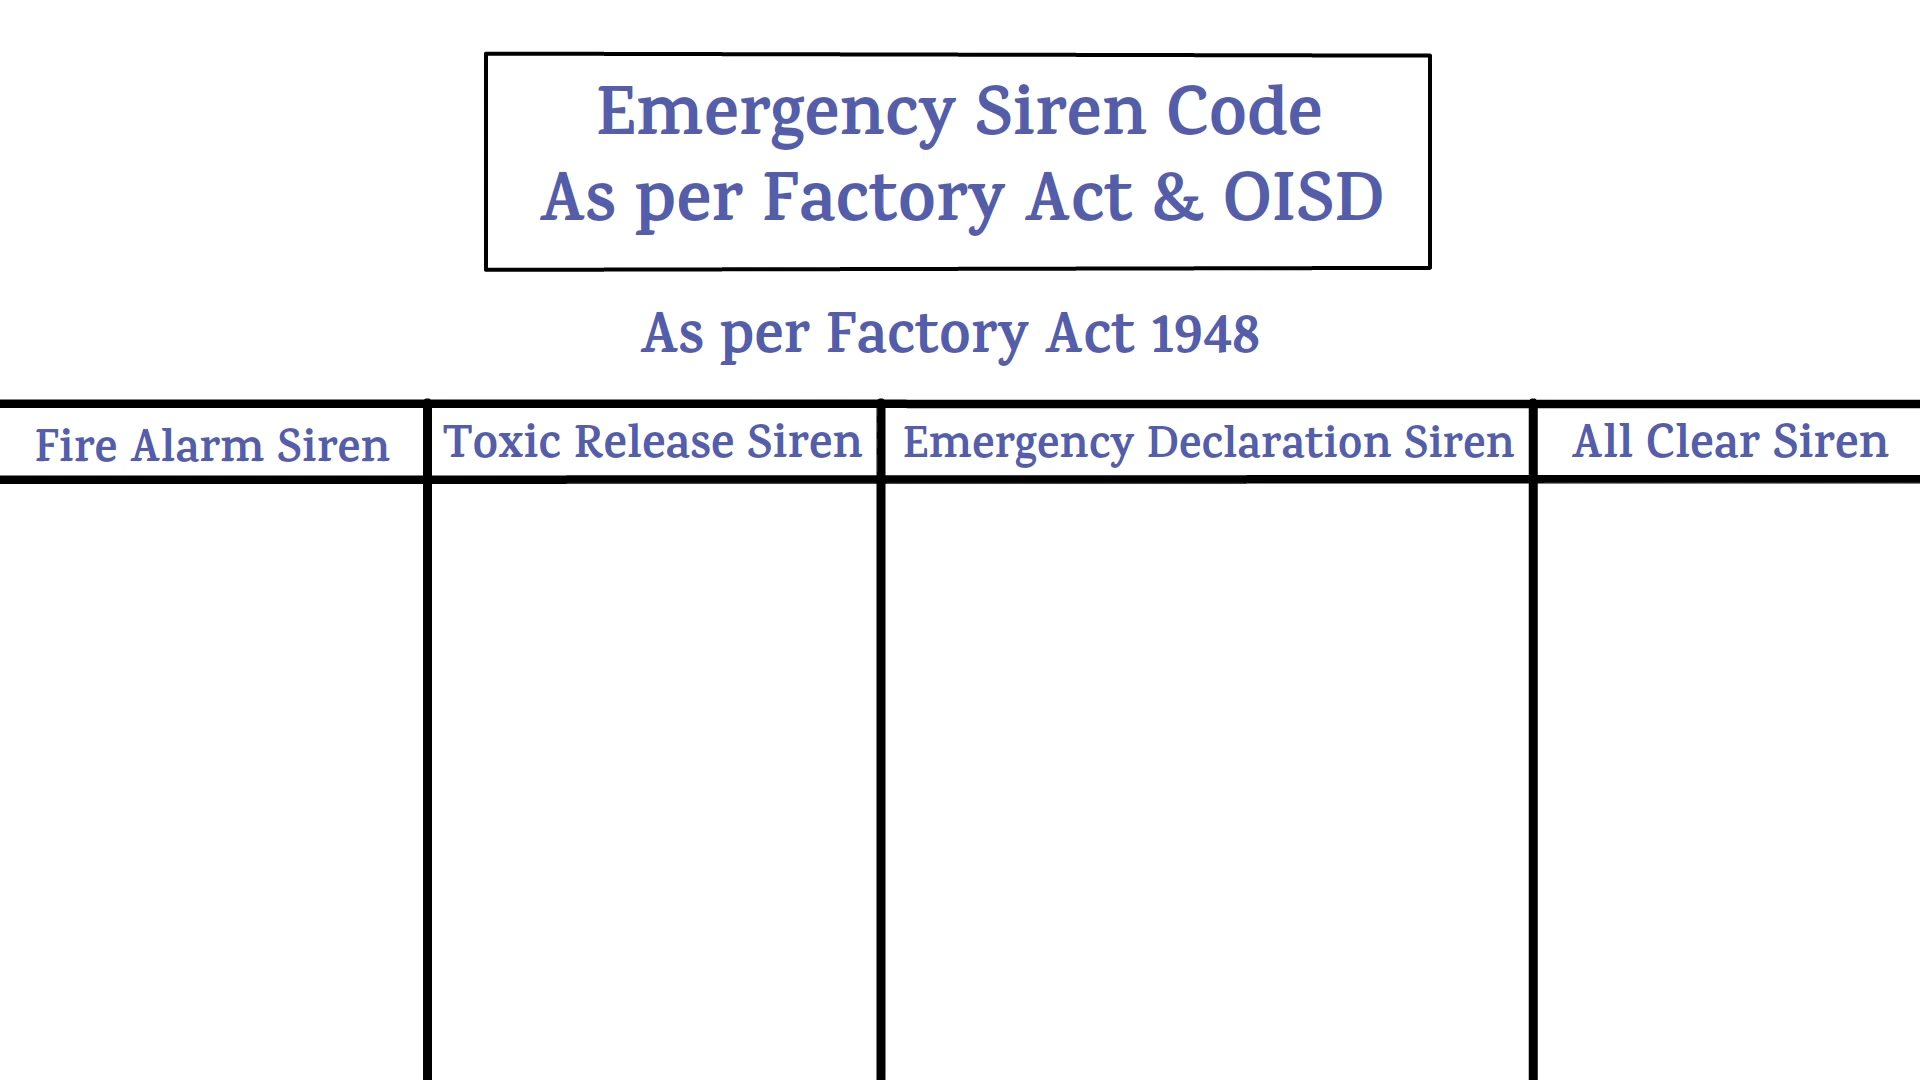 Emergency Siren Code
As per Factory Act & OISD
As per Factory Act 1948
Fire Alarm Siren
Toxic Release Siren
Emergency Declaration Siren
All Clear Siren